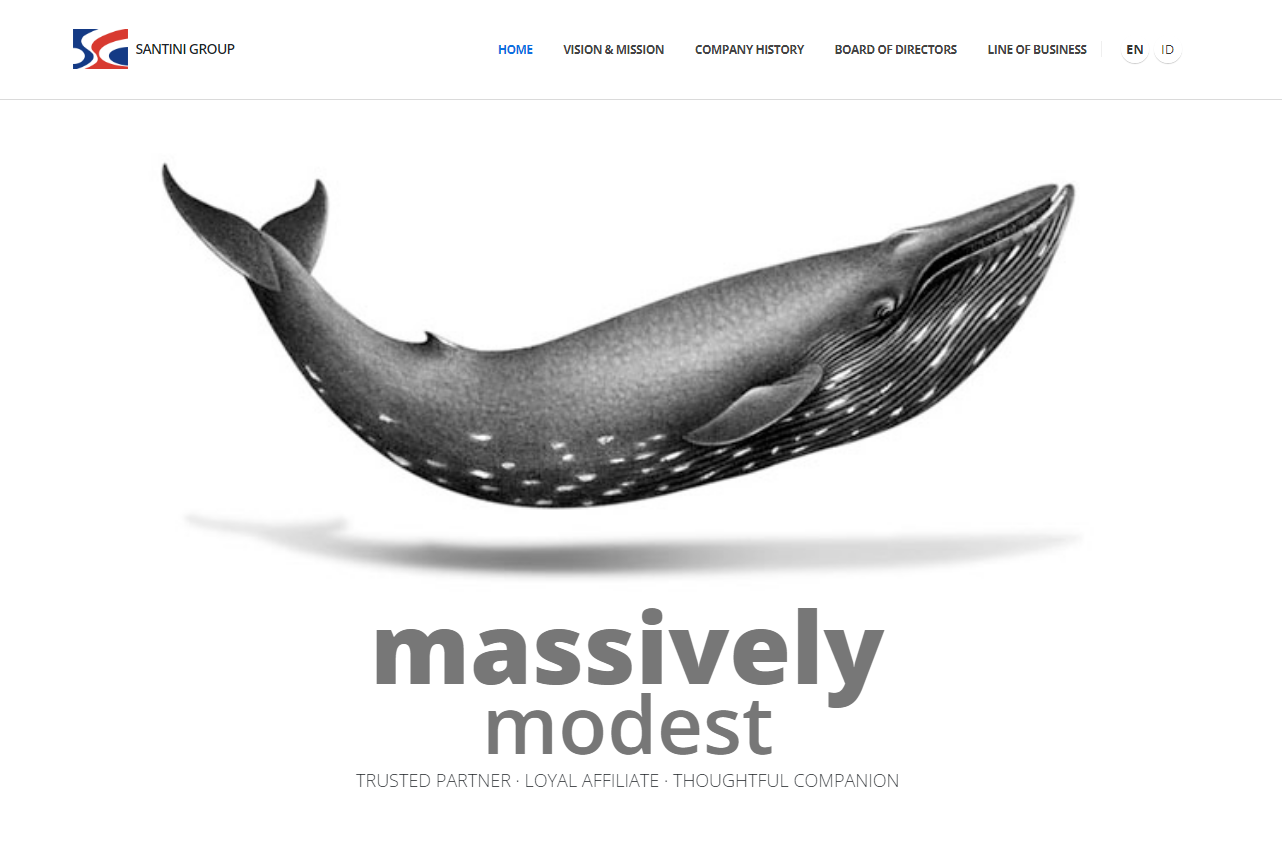 SANTINI GROUP
HOME VISION & MISSION COMPANY HISTORY BOARD OF DIRECTORS LINE OF BUSINESS EN ID
massively
modest
TRUSTED PARTNER · LOYAL AFFILIATE · THOUGHTFUL COMPANION